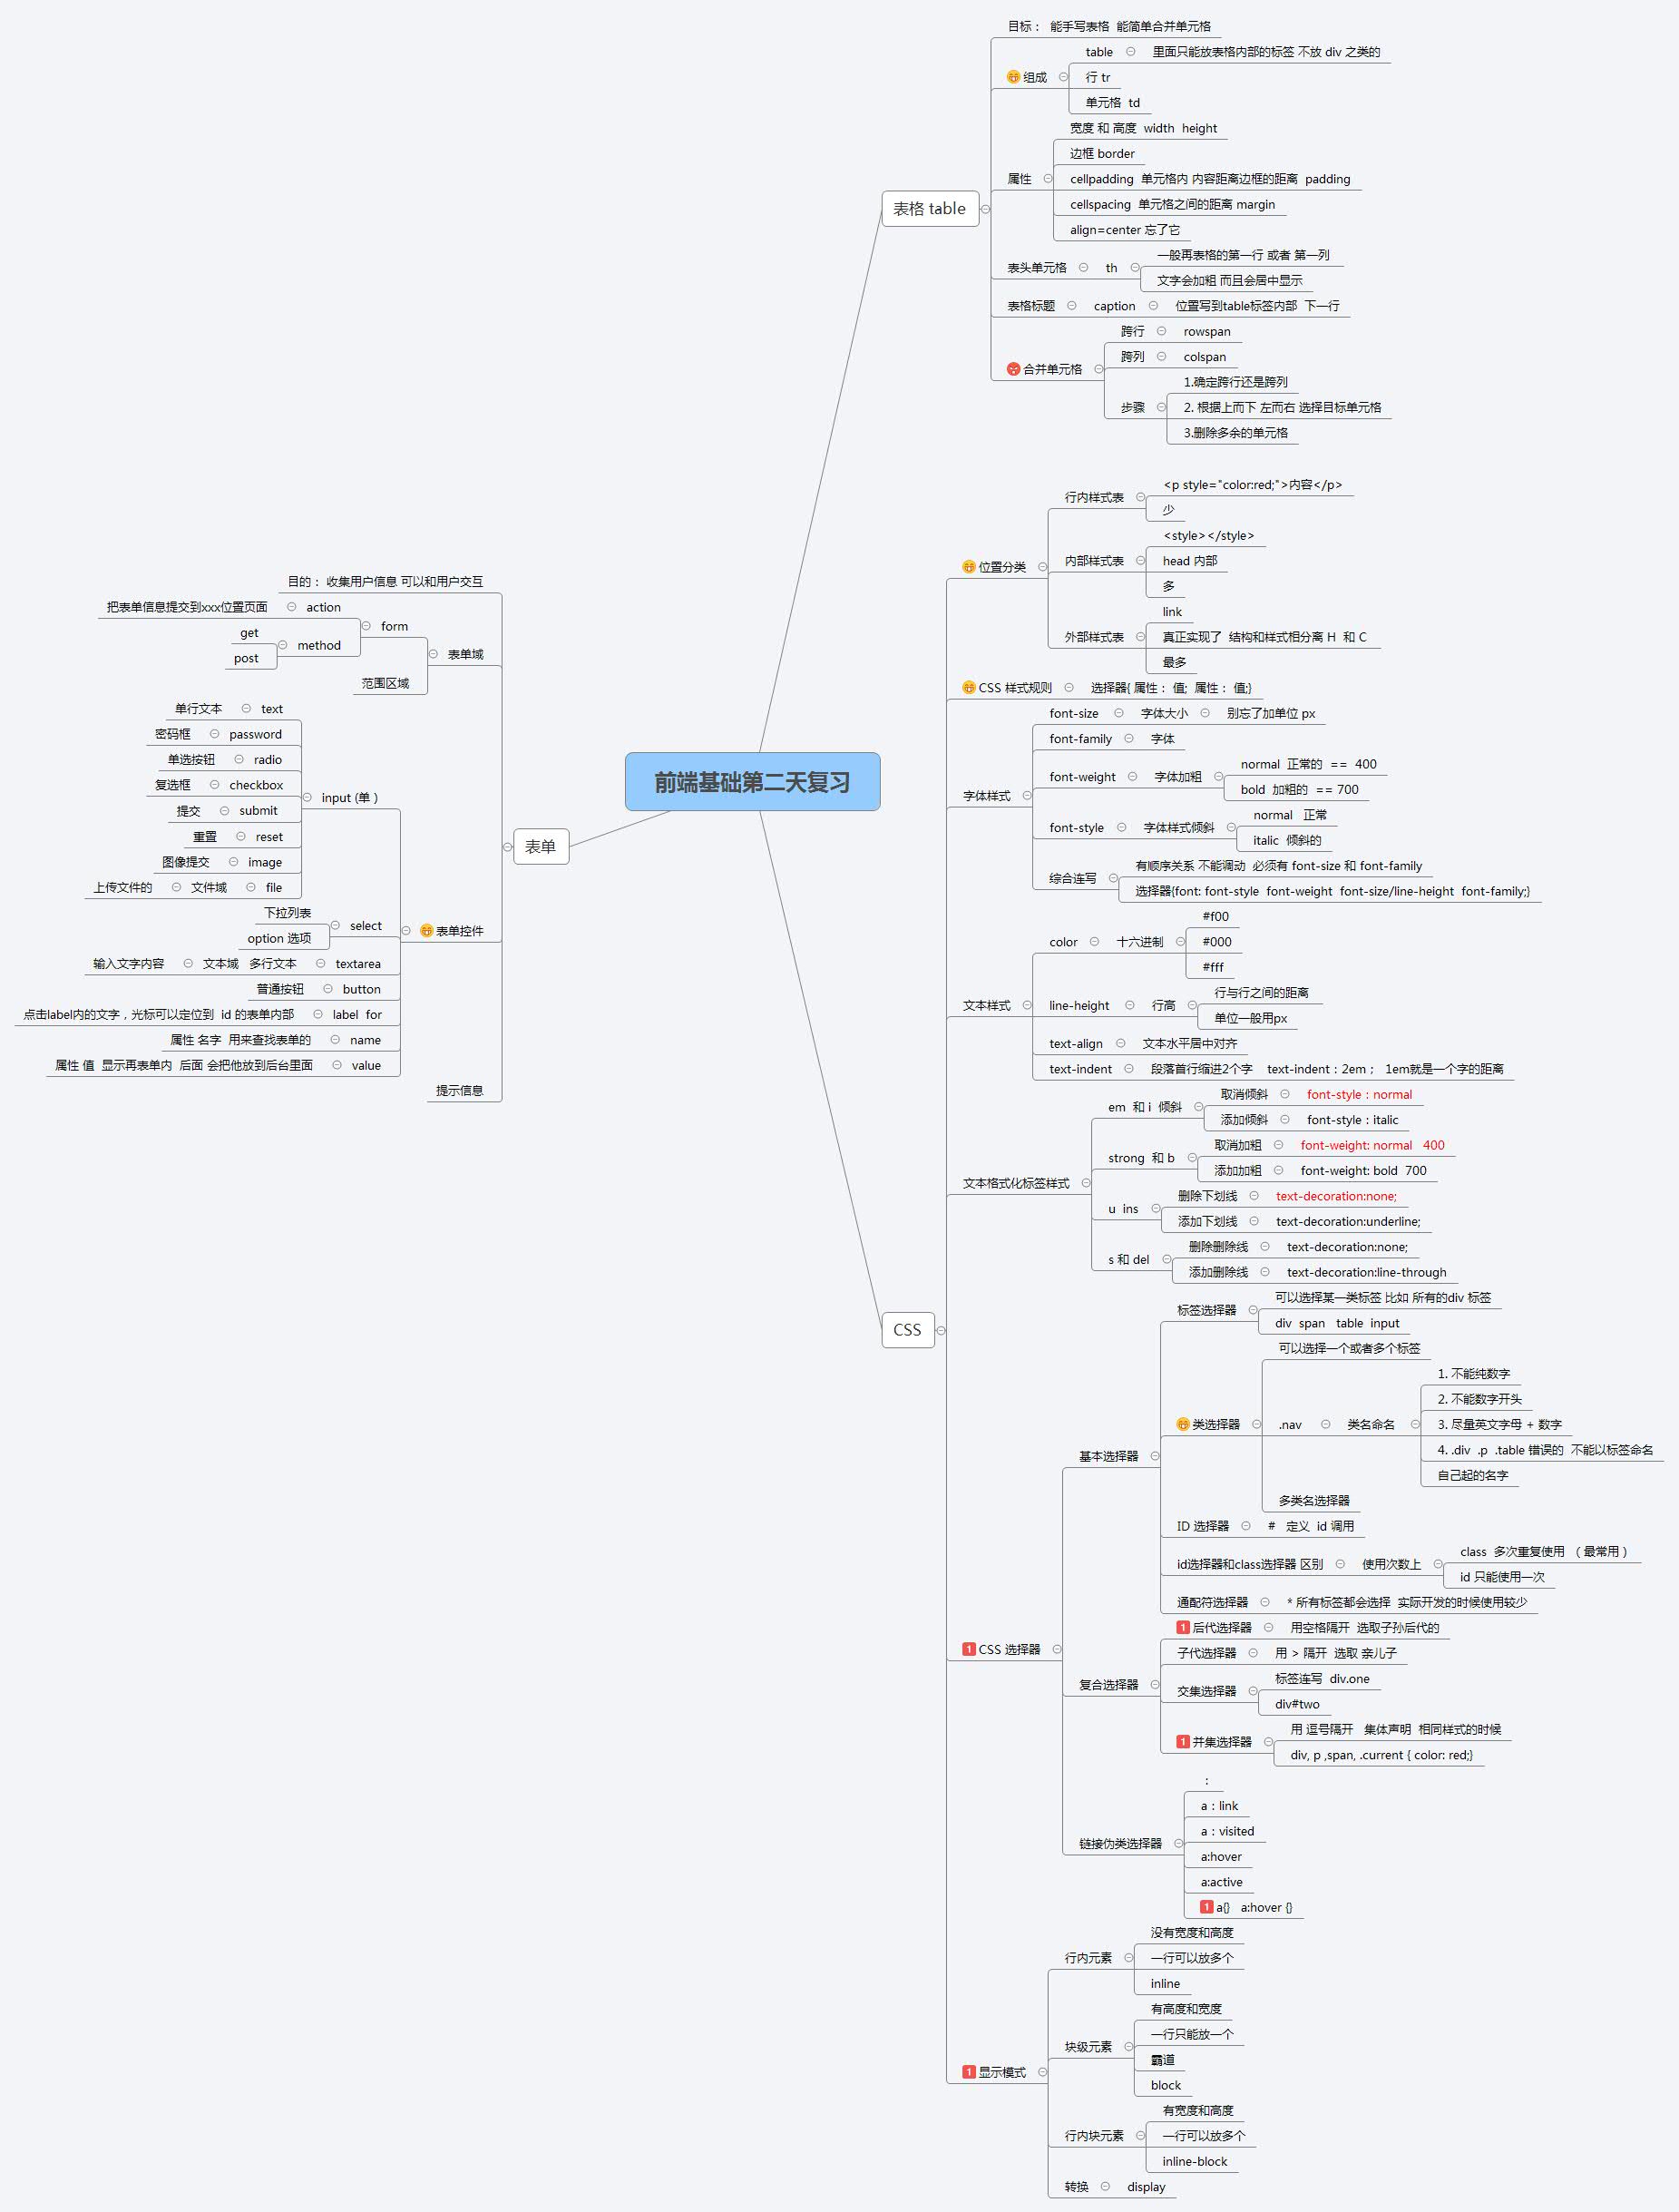 前端基础第二天复习
表格 table
目标： 能手写表格 能简单合并单元格
组成
table
里面只能放表格内部的标签 不放 div 之类的
行 tr
单元格 td
属性
宽度 和 高度 width height
边框 border
cellpadding 单元格内 内容距离边框的距离 padding
cellspacing 单元格之间的距离 margin
align=center 忘了它
表头单元格
th
一般再表格的第一行 或者 第一列
文字会加粗 而且会居中显示
表格标题
caption
位置写到table标签内部 下一行
合并单元格
跨行
rowspan
跨列
colspan
步骤
1.确定跨行还是跨列
2. 根据上而下 左而右 选择目标单元格
3.删除多余的单元格
CSS
位置分类
行内样式表
<p style="color:red;">内容</p>
少
内部样式表
<style></style>
head 内部
多
外部样式表
link
真正实现了 结构和样式相分离 H 和 C
最多
CSS 样式规则
选择器{ 属性： 值; 属性： 值;}
字体样式
font-size
字体大小
别忘了加单位 px
font-family
字体
font-weight
字体加粗
normal 正常的 == 400
bold 加粗的 == 700
font-style
字体样式倾斜
normal 正常
italic 倾斜的
综合连写
有顺序关系 不能调动 必须有 font-size 和 font-family
选择器{font: font-style font-weight font-size/line-height font-family;}
文本样式
color
十六进制
#f00
#000
#fff
line-height
行高
行与行之间的距离
单位一般用px
text-align
文本水平居中对齐
text-indent
段落首行缩进2个字 text-indent：2em； 1em就是一个字的距离
文本格式化标签样式
em 和 i 倾斜
取消倾斜
font-style：normal
添加倾斜
font-style：italic
strong 和 b
取消加粗
font-weight: normal 400
添加加粗
font-weight: bold 700
u ins
删除下划线
text-decoration:none;
添加下划线
text-decoration:underline;
s 和 del
删除删除线
text-decoration:none;
添加删除线
text-decoration:line-through
1 CSS 选择器
基本选择器
标签选择器
可以选择某一类标签 比如 所有的div 标签
div span table input
类选择器
可以选择一个或者多个标签
.nav
类名命名
1. 不能纯数字
2. 不能数字开头
3. 尽量英文字母 + 数字
4. .div .p .table 错误的 不能以标签命名
自己起的名字
多类名选择器
ID 选择器
# 定义 id 调用
id选择器和class选择器 区别
使用次数上
class 多次重复使用 （最常用）
id 只能使用一次
通配符选择器
* 所有标签都会选择 实际开发的时候使用较少
复合选择器
1 后代选择器
用空格隔开 选取子孙后代的
子代选择器
用 > 隔开 选取 亲儿子
交集选择器
标签连写 div.one
div#two
1 并集选择器
用 逗号隔开 集体声明 相同样式的时候
div, p ,span, .current { color: red;}
链接伪类选择器
：
a：link
a：visited
a:hover
a:active
1 a{} a:hover {}
1 显示模式
行内元素
没有宽度和高度
一行可以放多个
inline
块级元素
有高度和宽度
一行只能放一个
霸道
block
行内块元素
有宽度和高度
一行可以放多个
inline-block
转换
display
表单
目的： 收集用户信息 可以和用户交互
表单域
form
action
把表单信息提交到xxx位置页面
method
get
post
范围区域
表单控件
input (单 )
text
单行文本
password
密码框
radio
单选按钮
checkbox
复选框
submit
提交
reset
重置
image
图像提交
file
文件域
上传文件的
select
下拉列表
option 选项
textarea
文本域 多行文本
输入文字内容
button
普通按钮
label for
点击label内的文字，光标可以定位到 id 的表单内部
name
属性 名字 用来查找表单的
value
属性 值 显示再表单内 后面 会把他放到后台里面
提示信息